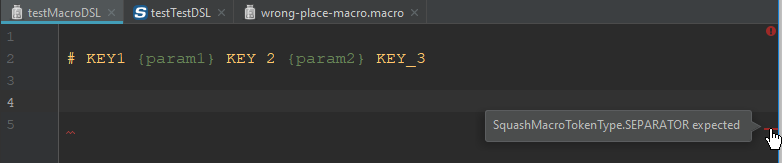 testMacroDSL testTestDSL wrong-place-macro.macro
1
2 # KEY1 {param1} KEY 2 {param2} KEY_3
3
4
SquashMacroTokenType.SEPARATOR expected
5